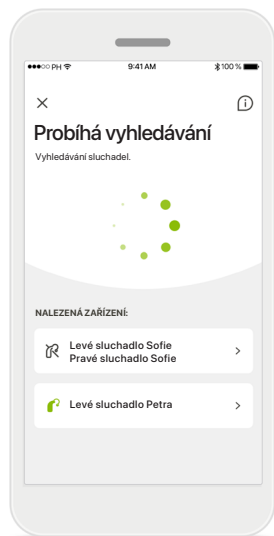 PH 9:41 AM 100 %
Probíhá vyhledávání
Vyhledávání sluchadel.
NALEZENÁ ZAŘÍZENÍ:
Levé sluchadlo Sofie
Pravé sluchadlo Sofie
Levé sluchadlo Petra